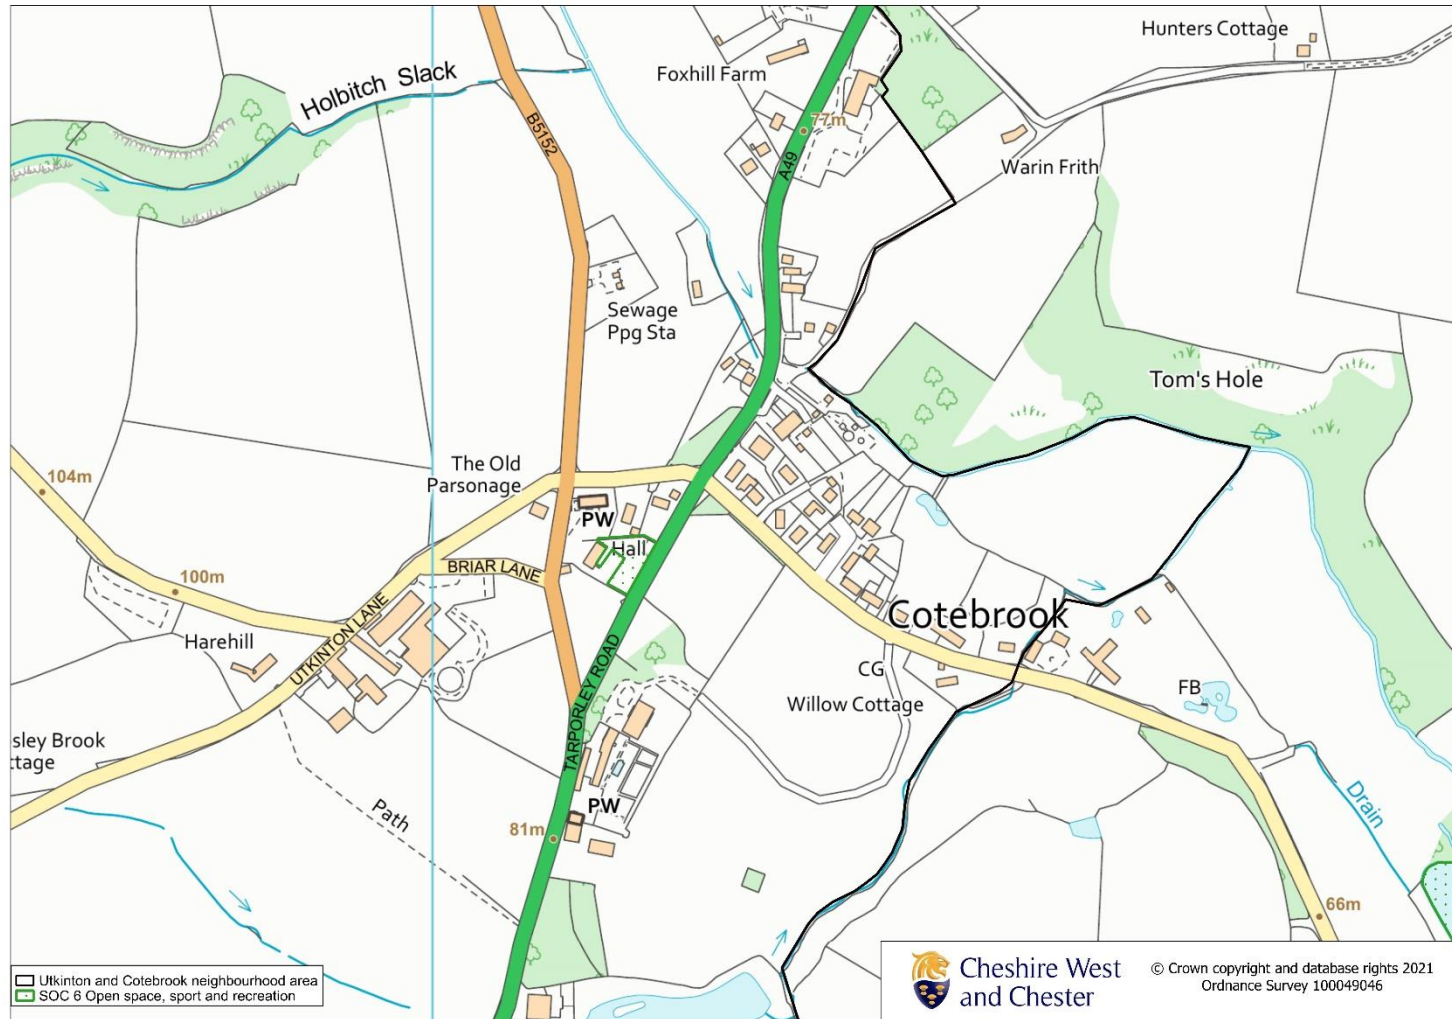 Hunters Cottage
Foxhill Farm
Holbitch Slack
B5152
77m
A49
Warin Frith
Sewage
Ppg Sta
Tom's Hole
The Old
Parsonage
104m
PW
Hall
BRIAR LANE
100m
Cotebrook
UTKINTON LANE
Harehill
TARPORLEY ROAD
CG
FB
Willow Cottage
sley Brook
ttage
Path
PW
81m
Drain
66m
Utkinton and Cotebrook neighbourhood area
SOC 6 Open space, sport and recreation
Cheshire West
and Chester
© Crown copyright and database rights 2021
Ordnance Survey 100049046